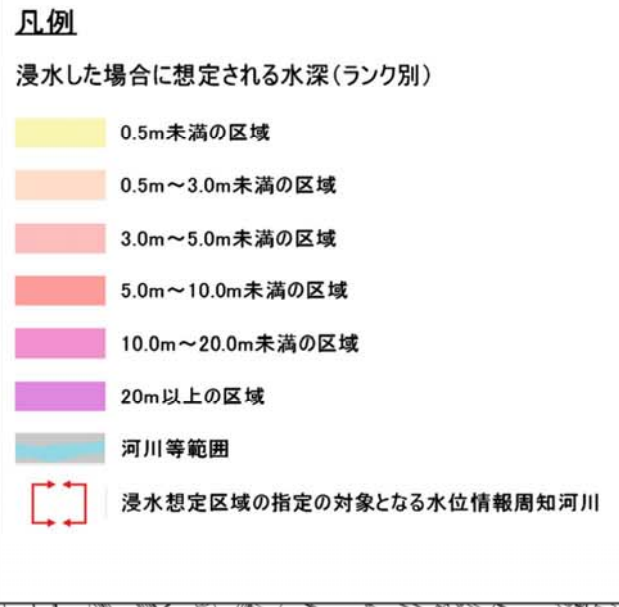 凡例
浸水した場合に想定される水深(ランク別)
0.5m未満の区域
0.5m～3.0m未満の区域
3.0m～5.0m未満の区域
5.0m～10.0m未満の区域
10.0m～20.0m未満の区域
20m以上の区域
河川等範囲
浸水想定区域の指定の対象となる水位情報周知河川